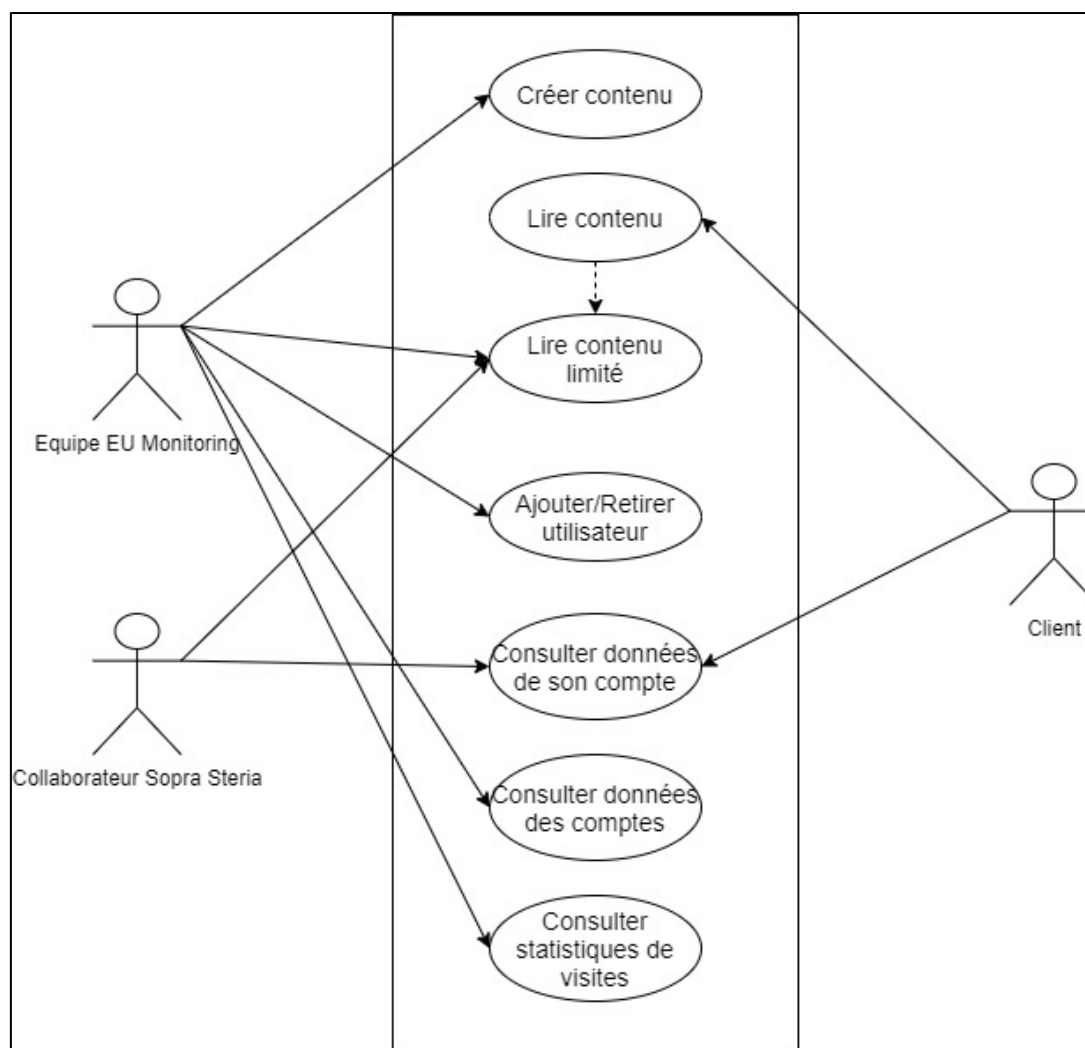 Créer contenu
Lire contenu
Lire contenu
limité
Equipe EU Monitoring
Ajouter/Retirer
utilisateur
Client
Consulter données
de son compte
Collaborateur Sopra Steria
Consulter données
des comptes
Consulter
statistiques de
visites